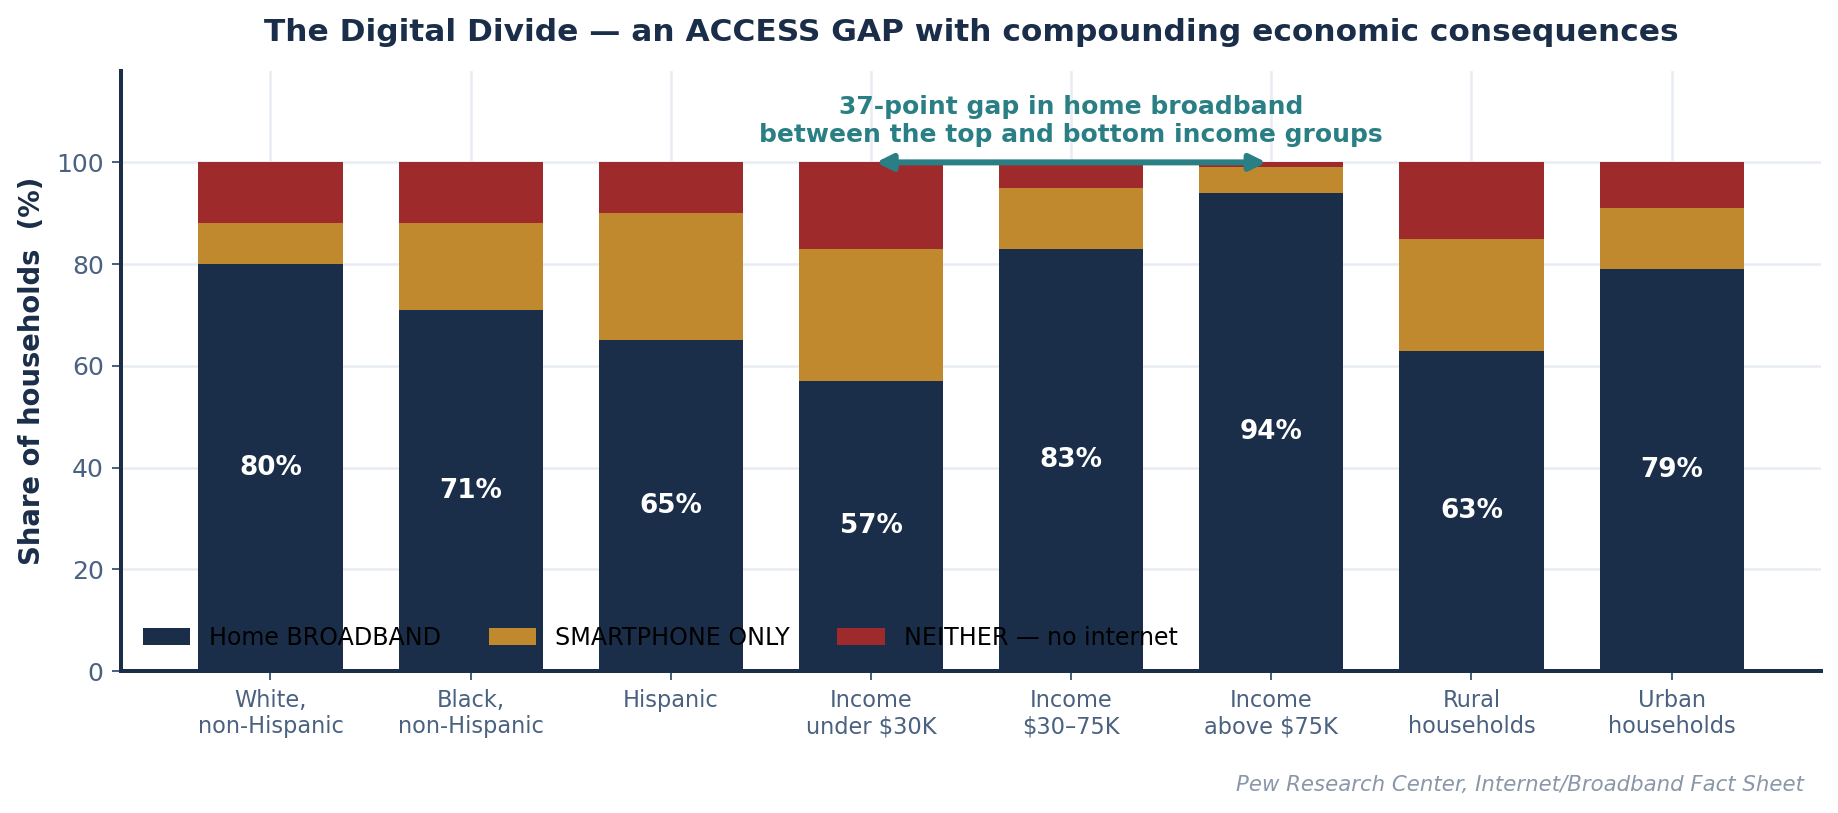 The Digital Divide — an ACCESS GAP with compounding economic consequences
37-point gap in home broadband
between the top and bottom income groups
Share of households (%)
100
80
60
40
20
0
80%
71%
65%
57%
83%
94%
63%
79%
Home BROADBAND
SMARTPHONE ONLY
NEITHER — no internet
White,
non-Hispanic
Black,
non-Hispanic
Hispanic
Income
under $30K
Income
$30–75K
Income
above $75K
Rural
households
Urban
households
Pew Research Center, Internet/Broadband Fact Sheet